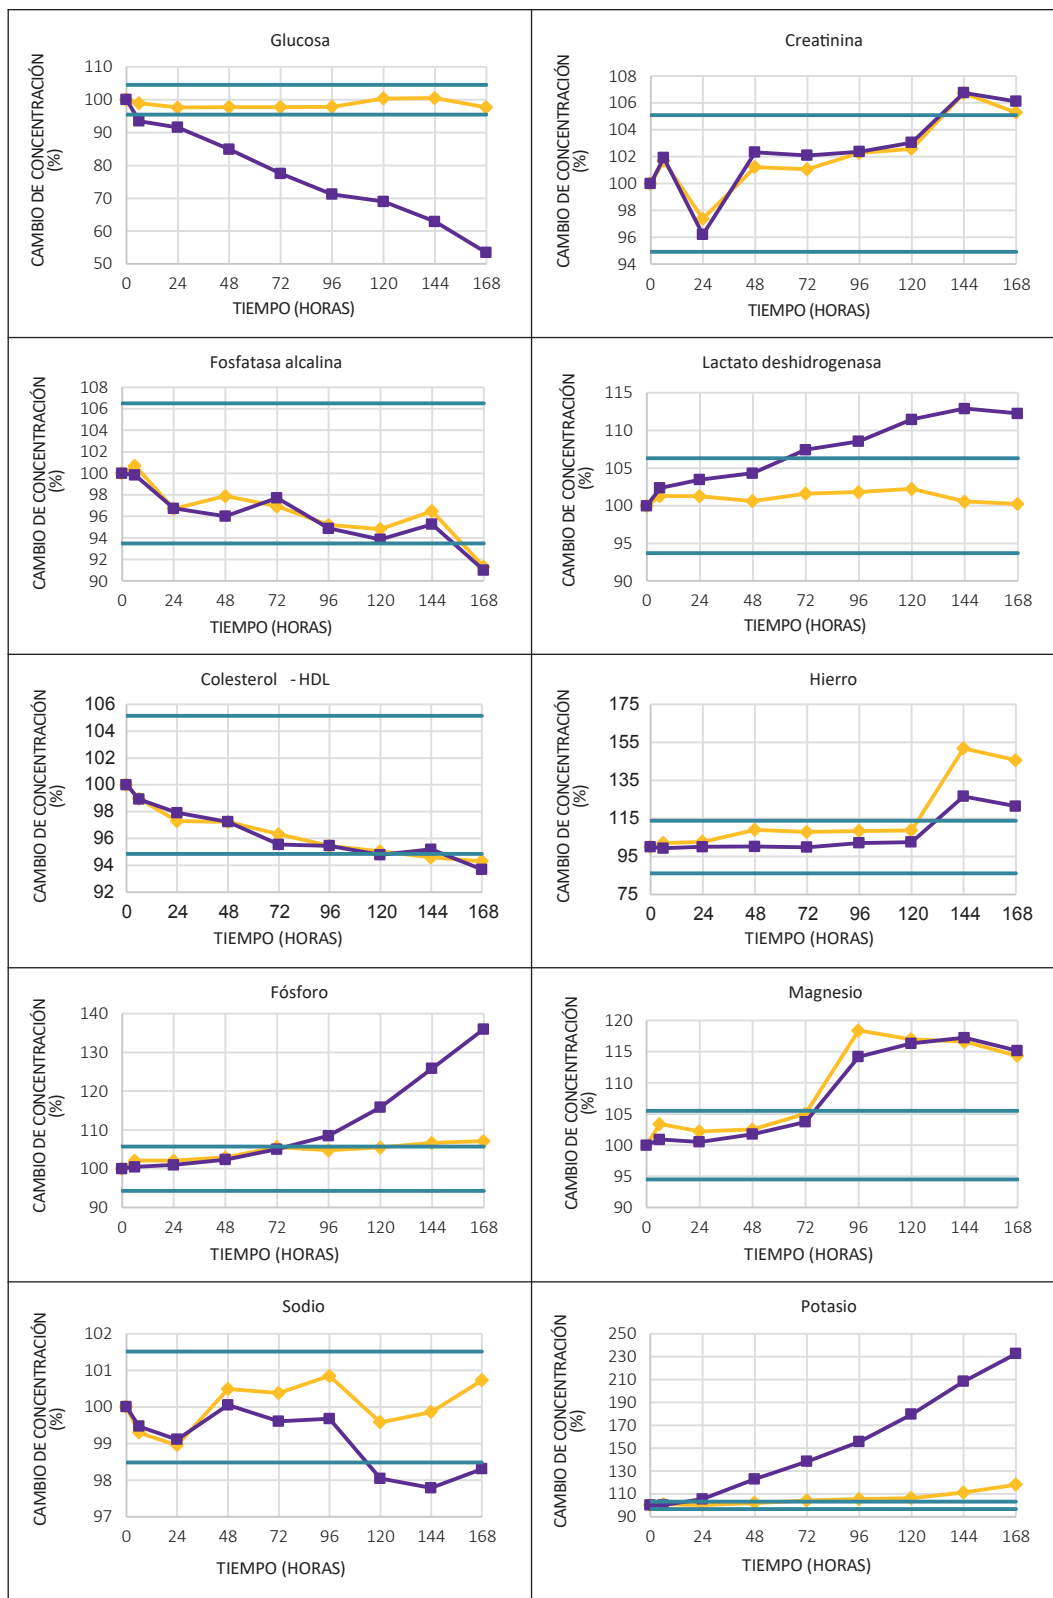 Glucosa
CAMBIO DE CONCENTRACIÓN
(%)
110
100
90
80
70
60
50
0 24 48 72 96 120 144 168
TIEMPO (HORAS)
Creatinina
CAMBIO DE CONCENTRACIÓN
(%)
108
106
104
102
100
98
96
94
0 24 48 72 96 120 144 168
TIEMPO (HORAS)
Fosfatasa alcalina
CAMBIO DE CONCENTRACIÓN
(%)
108
106
104
102
100
98
96
94
92
90
0 24 48 72 96 120 144 168
TIEMPO (HORAS)
Lactato deshidrogenasa
CAMBIO DE CONCENTRACIÓN
(%)
115
110
105
100
95
90
0 24 48 72 96 120 144 168
TIEMPO (HORAS)
Colesterol - HDL
CAMBIO DE CONCENTRACIÓN
(%)
106
104
102
100
98
96
94
92
0 24 48 72 96 120 144 168
TIEMPO (HORAS)
Hierro
CAMBIO DE CONCENTRACIÓN
(%)
175
155
135
115
95
75
0 24 48 72 96 120 144 168
TIEMPO (HORAS)
Fósforo
CAMBIO DE CONCENTRACIÓN
(%)
140
130
120
110
100
90
0 24 48 72 96 120 144 168
TIEMPO (HORAS)
Magnesio
CAMBIO DE CONCENTRACIÓN
(%)
120
115
110
105
100
95
90
0 24 48 72 96 120 144 168
TIEMPO (HORAS)
Sodio
CAMBIO DE CONCENTRACIÓN
(%)
102
101
100
99
98
97
0 24 48 72 96 120 144 168
TIEMPO (HORAS)
Potasio
CAMBIO DE CONCENTRACIÓN
(%)
250
230
210
190
170
150
130
110
90
0 24 48 72 96 120 144 168
TIEMPO (HORAS)